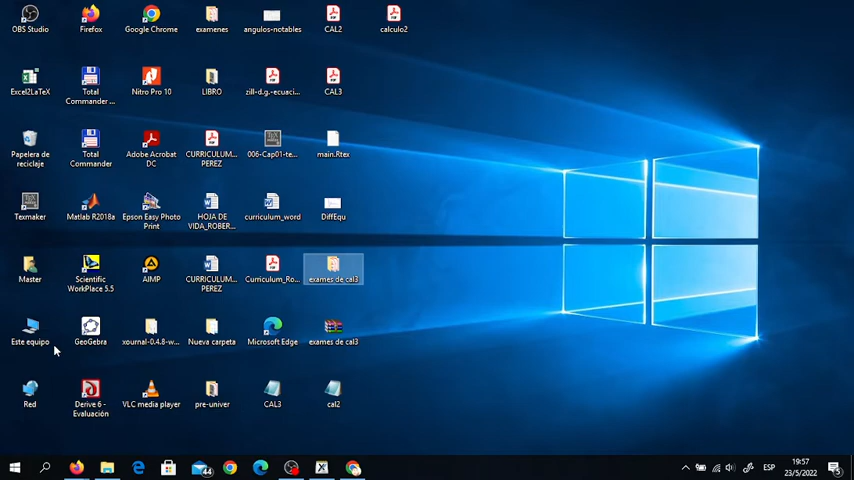 OBS Studio
Firefox
Google Chrome
examenes
angulos-notables
CAL2
calculo2
Excel2LaTeX
Total
Commander ...
Nitro Pro 10
LIBRO
zill-d.g.-ecuaci...
CAL3
Papelera de
reciclaje
Total
Commander
Adobe Acrobat
DC
CURRICULUM...
PEREZ
006-Cap01-te...
main.Rtex
Texmaker
Matlab R2018a
Epson Easy Photo
Print
HOJA DE
VIDA_ROBER...
curriculum_word
DiffEqu
Master
Scientific
WorkPlace 5.5
AIMP
CURRICULUM...
PEREZ
Curriculum_Ro...
exames de cal3
Este equipo
GeoGebra
xournal-0.4.8-w...
Nueva carpeta
Microsoft Edge
exames de cal3
Red
Derive 6 -
Evaluación
VLC media player
pre-univer
CAL3
cal2
44
ESP
19:57
23/5/2022
5